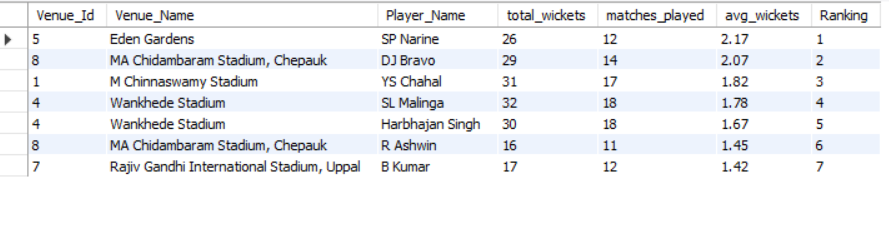 Venue_Id Venue_Name Player_Name total_wickets matches_played avg_wickets Ranking
5 Eden Gardens SP Narine 26 12 2.17 1
8 MA Chidambaram Stadium, Chepauk DJ Bravo 29 14 2.07 2
1 M Chinnaswamy Stadium YS Chahal 31 17 1.82 3
4 Wankhede Stadium SL Malinga 32 18 1.78 4
4 Wankhede Stadium Harbhajan Singh 30 18 1.67 5
8 MA Chidambaram Stadium, Chepauk R Ashwin 16 11 1.45 6
7 Rajiv Gandhi International Stadium, Uppal B Kumar 17 12 1.42 7